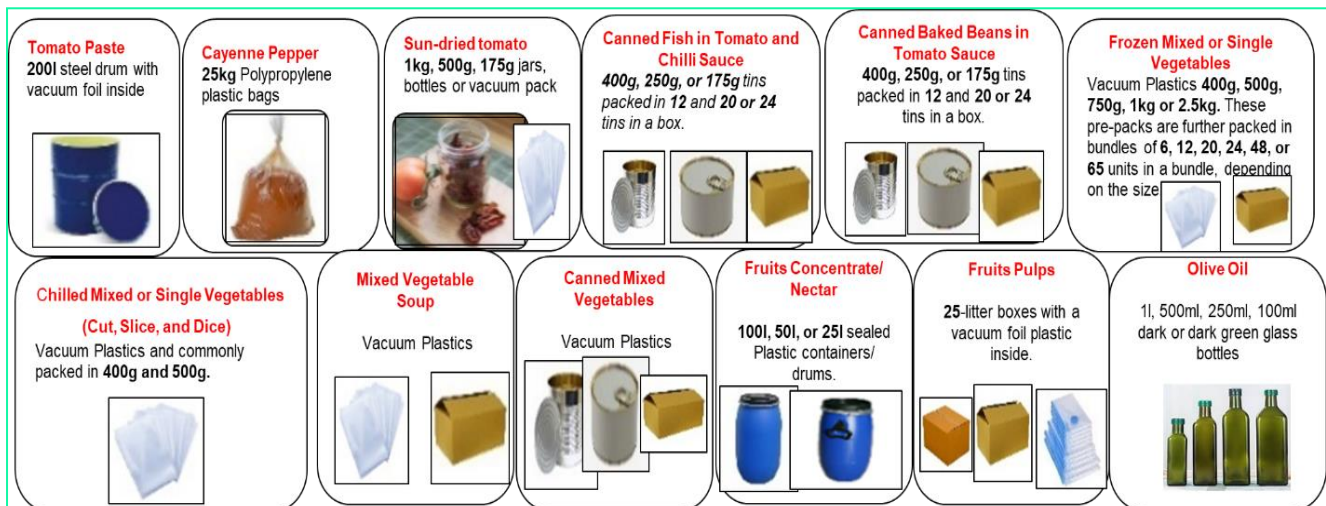 Tomato Paste
200l steel drum with
vacuum foil inside
Cayenne Pepper
25kg Polypropylene
plastic bags
Sun-dried tomato
1kg, 500g, 175g jars,
bottles or vacuum pack
Canned Fish in Tomato and
Chilli Sauce
400g, 250g, or 175g tins
packed in 12 and 20 or 24
tins in a box.
Canned Baked Beans in
Tomato Sauce
400g, 250g, or 175g tins
packed in 12 and 20 or 24
tins in a box.
Frozen Mixed or Single
Vegetables
Vacuum Plastics 400g, 500g,
750g, 1kg or 2.5kg. These
pre-packs are further packed in
bundles of 6, 12, 20, 24, 48, or
65 units in a bundle, depending
on the size
Chilled Mixed or Single Vegetables
(Cut, Slice, and Dice)
Vacuum Plastics and commonly
packed in 400g and 500g.
Mixed Vegetable
Soup
Vacuum Plastics
Canned Mixed
Vegetables
Vacuum Plastics
Fruits Concentrate/
Nectar
100l, 50l, or 25l sealed
Plastic containers/
drums.
Fruits Pulps
25-litter boxes with a
vacuum foil plastic
inside.
Olive Oil
1l, 500ml, 250ml, 100ml
dark or dark green glass
bottles